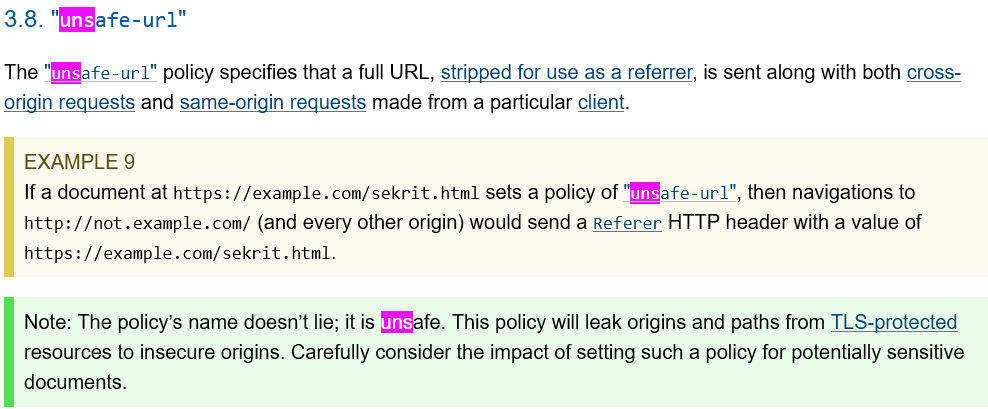 3.8. "unsafe-url"
The "unsafe-url" policy specifies that a full URL, stripped for use as a referrer, is sent along with both cross-
origin requests and same-origin requests made from a particular client.
EXAMPLE 9
If a document at https://example.com/sekrit.html sets a policy of "unsafe-url", then navigations to
http://not.example.com/ (and every other origin) would send a Referer HTTP header with a value of
https://example.com/sekrit.html.
Note: The policy’s name doesn’t lie; it is unsafe. This policy will leak origins and paths from TLS-protected
resources to insecure origins. Carefully consider the impact of setting such a policy for potentially sensitive
documents.